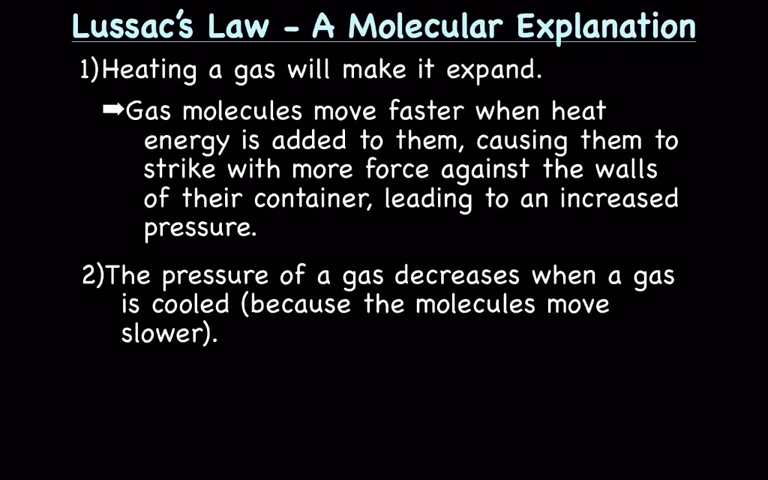 Lussac's Law – A Molecular Explanation
1)Heating a gas will make it expand.
➡Gas molecules move faster when heat
energy is added to them, causing them to
strike with more force against the walls
of their container, leading to an increased
pressure.
2)The pressure of a gas decreases when a gas
is cooled (because the molecules move
slower).